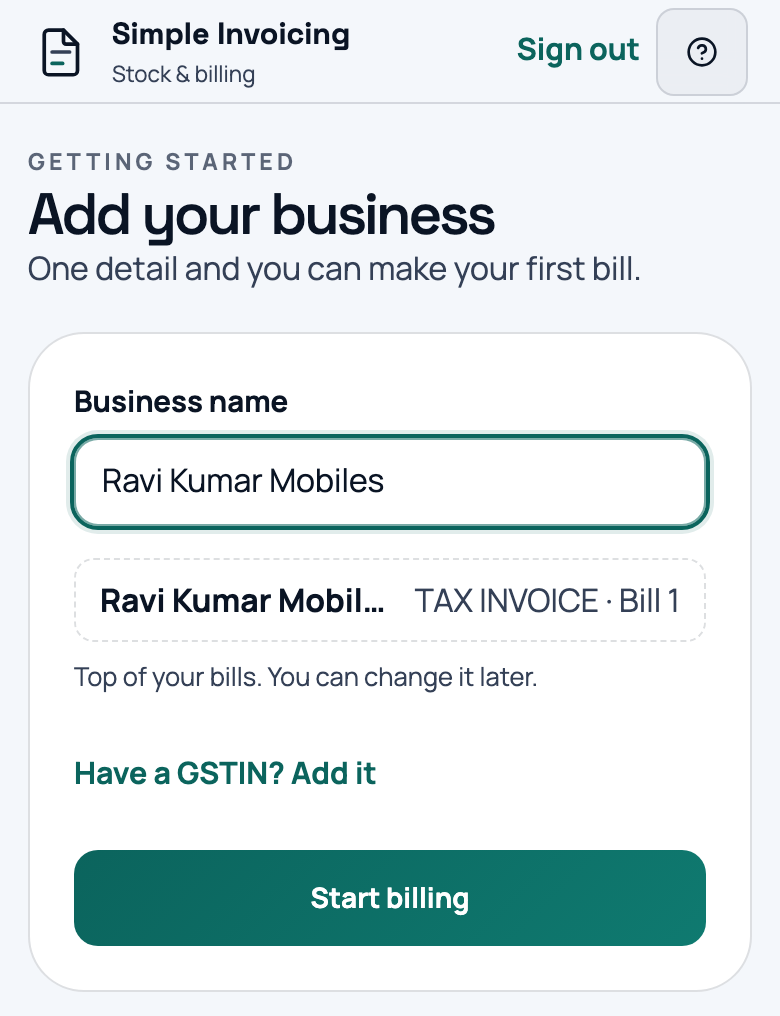 Simple Invoicing
Stock & billing
Sign out
GETTING STARTED
Add your business
One detail and you can make your first bill.
Business name
Ravi Kumar Mobiles
Ravi Kumar Mobil... TAX INVOICE · Bill 1
Top of your bills. You can change it later.
Have a GSTIN? Add it
Start billing